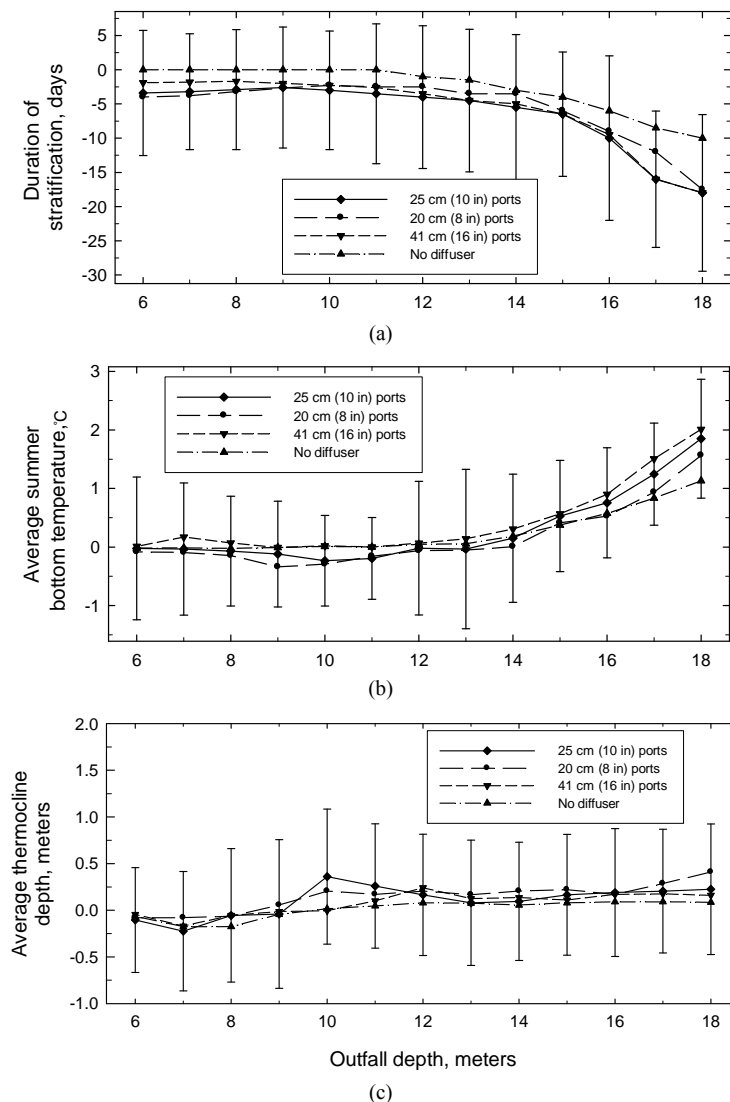 Duration of
stratification, days
5
0
-5
-10
-15
-20
-25
-30
25 cm (10 in) ports
20 cm (8 in) ports
41 cm (16 in) ports
No diffuser
6 8 10 12 14 16 18
(a)
Average summer
bottom temperature,°C
3
2
1
0
-1
25 cm (10 in) ports
20 cm (8 in) ports
41 cm (16 in) ports
No diffuser
6 8 10 12 14 16 18
(b)
Average thermocline
depth, meters
2.0
1.5
1.0
0.5
0.0
-0.5
-1.0
25 cm (10 in) ports
20 cm (8 in) ports
41 cm (16 in) ports
No diffuser
6 8 10 12 14 16 18
Outfall depth, meters
(c)